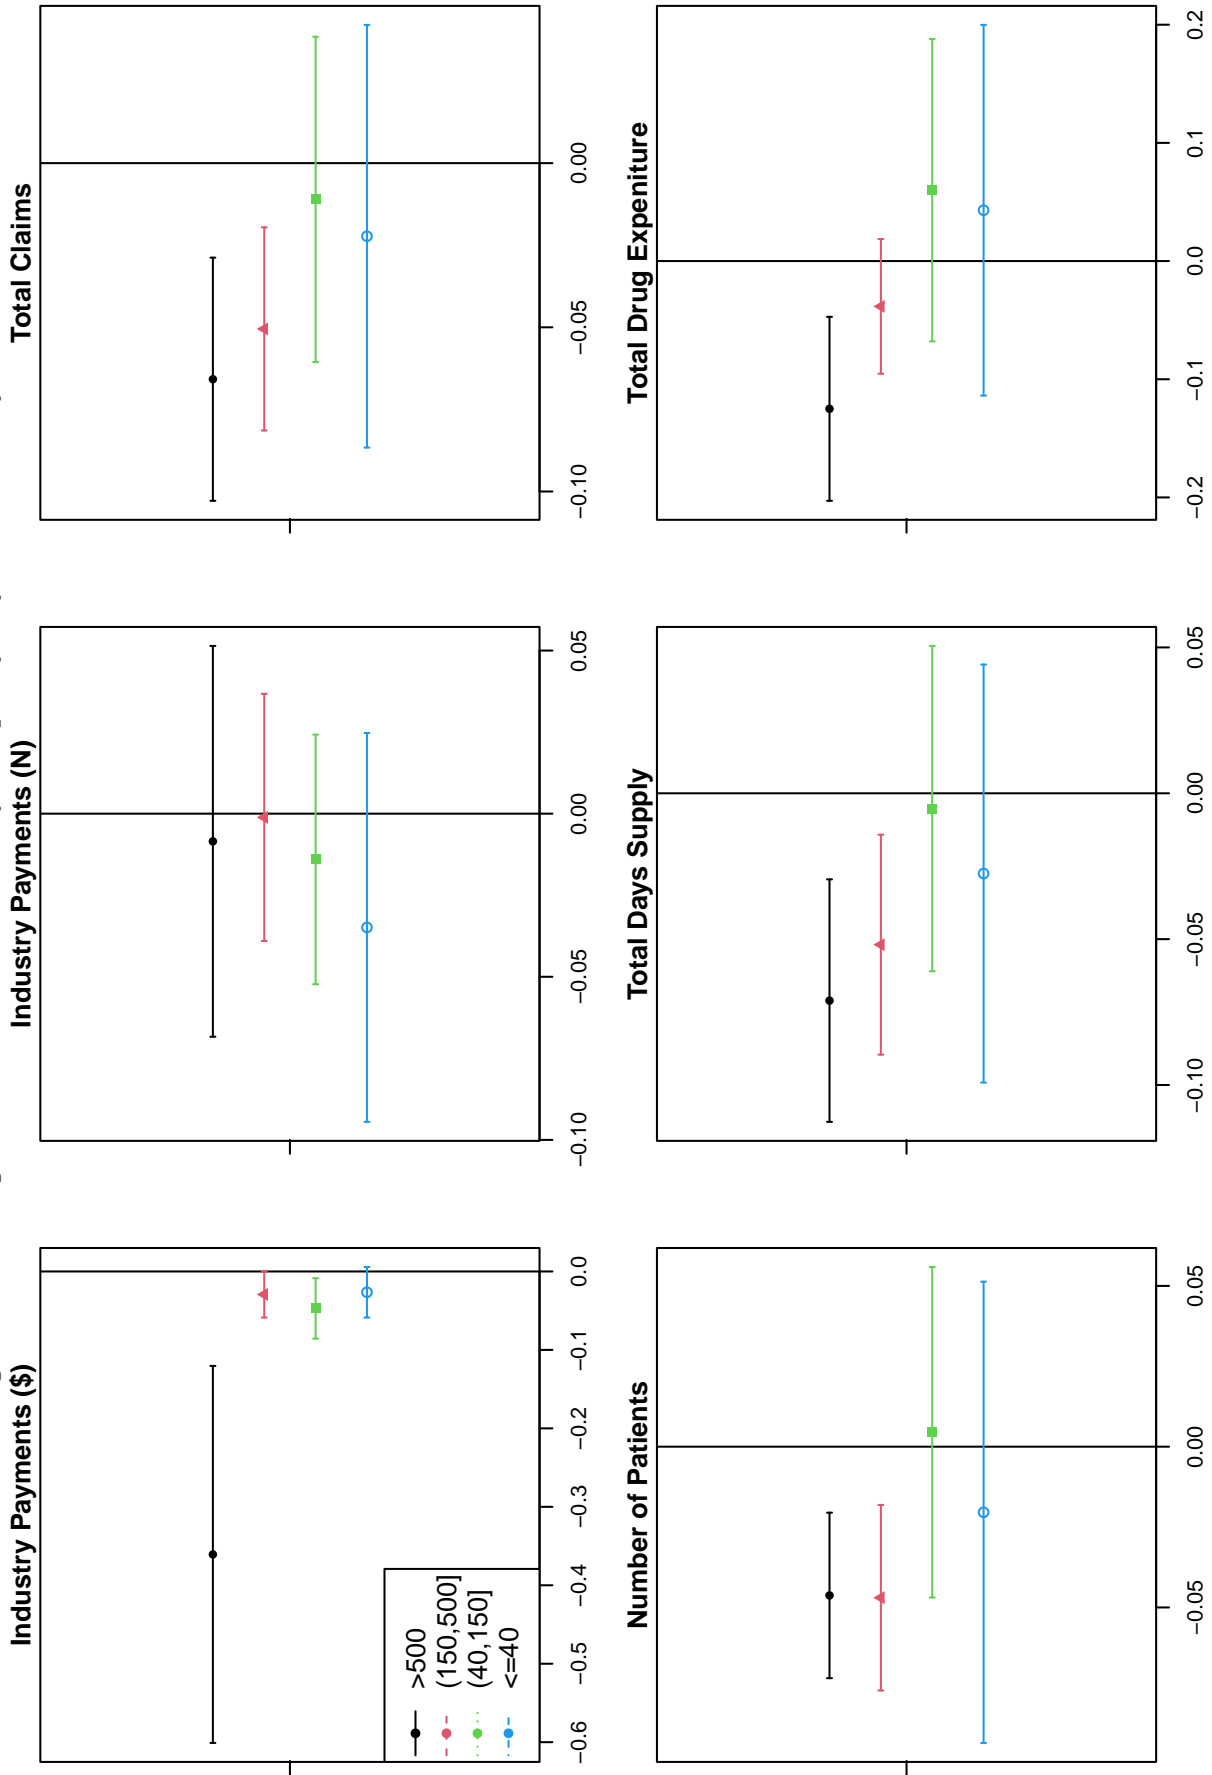 Industry Payments ($)
−0.6 −0.5 −0.4 −0.3 −0.2 −0.1 0.0
>500
(150,500]
(40,150]
<=40
Industry Payments (N)
−0.10 −0.05 0.00 0.05
Total Claims
−0.10 −0.05 0.00
Number of Patients
−0.05 0.00 0.05
Total Days Supply
−0.10 −0.05 0.00 0.05
Total Drug Expeniture
−0.2 −0.1 0.0 0.1 0.2